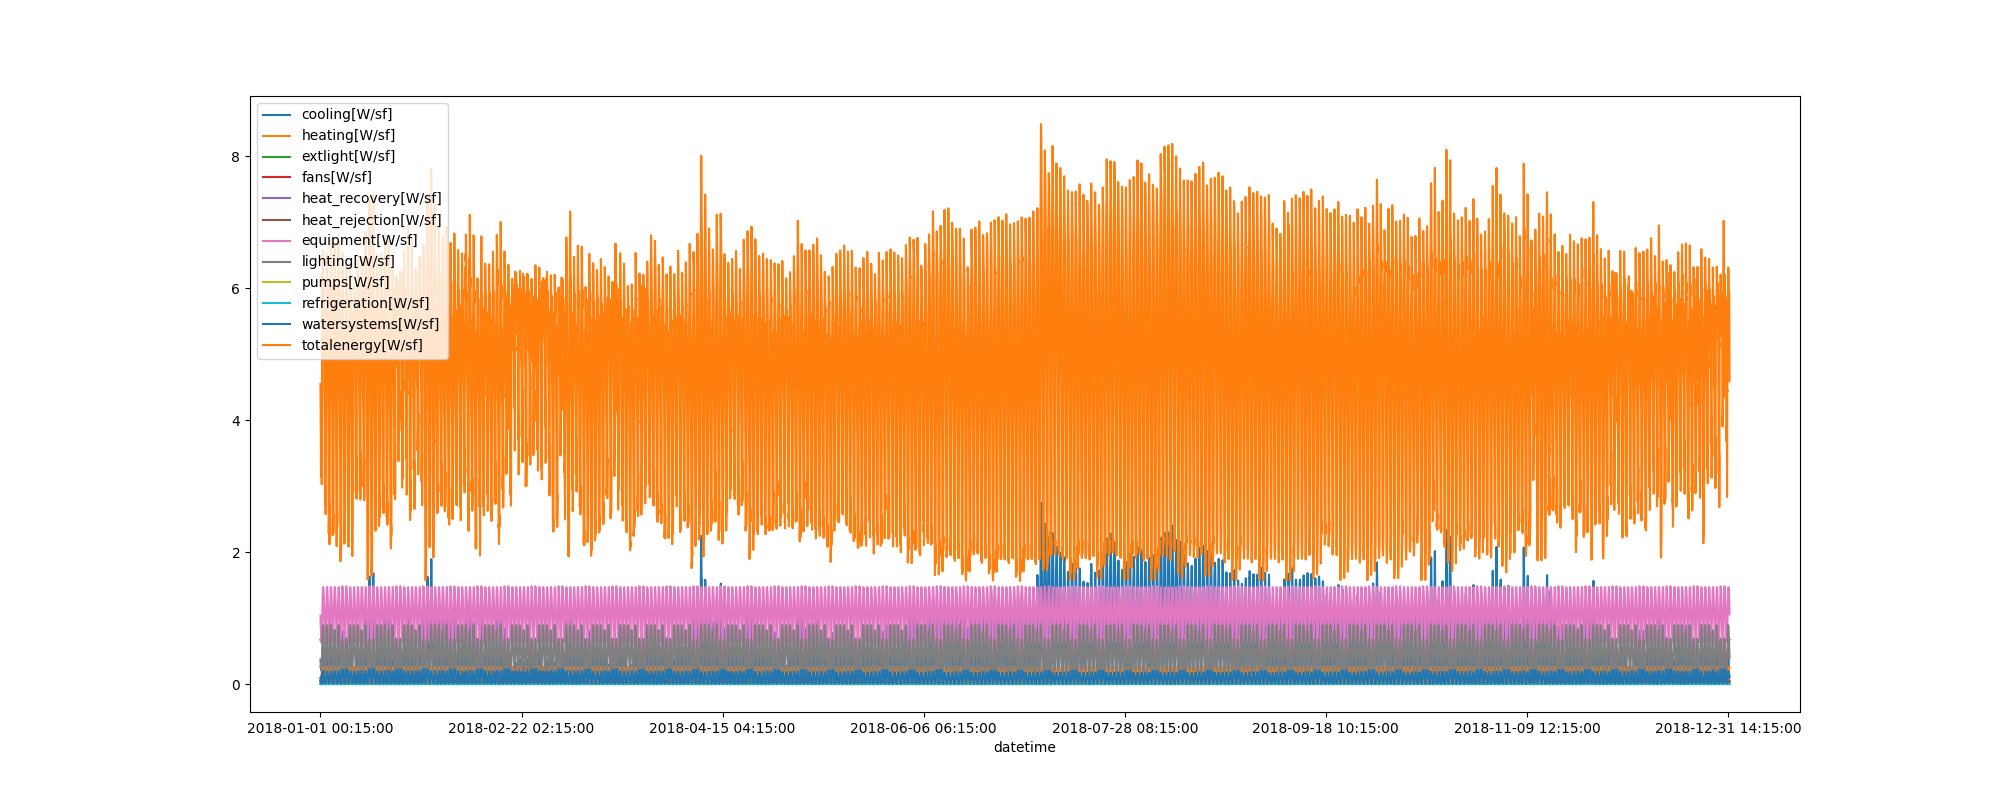 cooling[W/sf]
heating[W/sf]
extlight[W/sf]
fans[W/sf]
heat_recovery[W/sf]
heat_rejection[W/sf]
equipment[W/sf]
lighting[W/sf]
pumps[W/sf]
refrigeration[W/sf]
watersystems[W/sf]
totalenergy[W/sf]
8
6
4
2
0
2018-01-01 00:15:00 2018-02-22 02:15:00 2018-04-15 04:15:00 2018-06-06 06:15:00 2018-07-28 08:15:00 2018-09-18 10:15:00 2018-11-09 12:15:00 2018-12-31 14:15:00
datetime